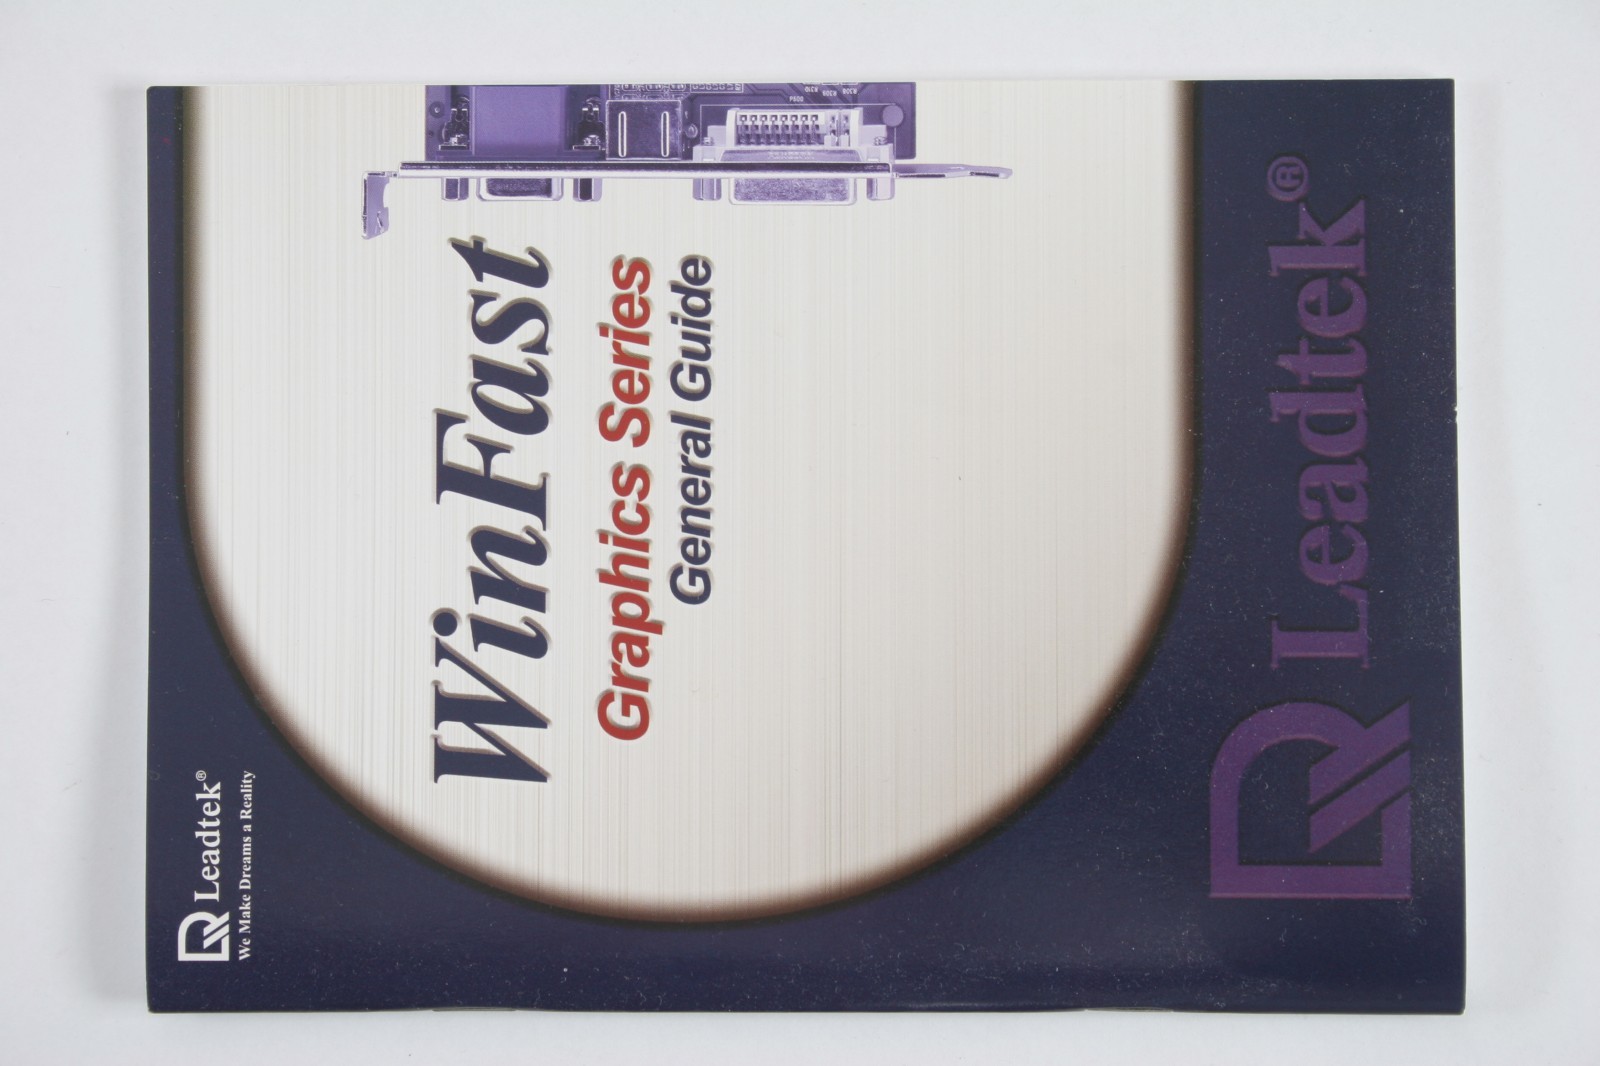 Leadtek®
We Make Dreams a Reality
WinFast
Graphics Series
General Guide
Leadtek®